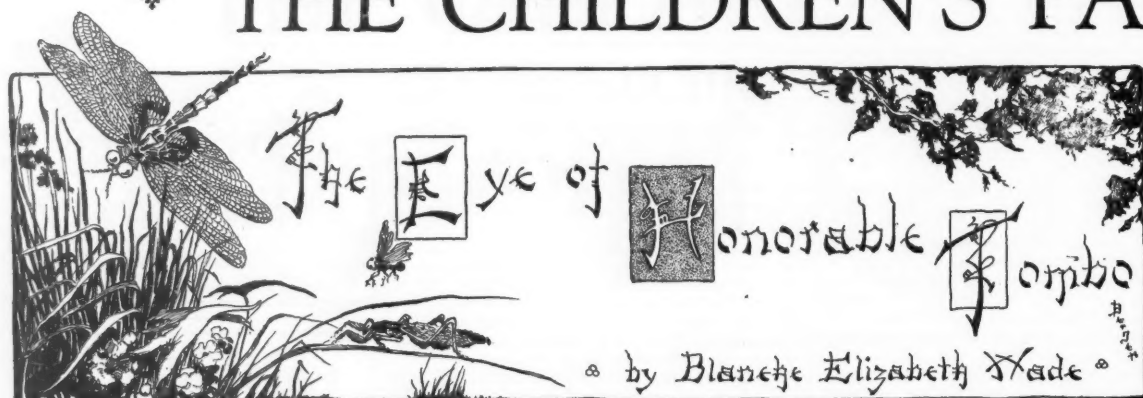 THE CHILDREN'S PA
The Eye of Honorable Tombo
by Blanche Elizabeth Wade